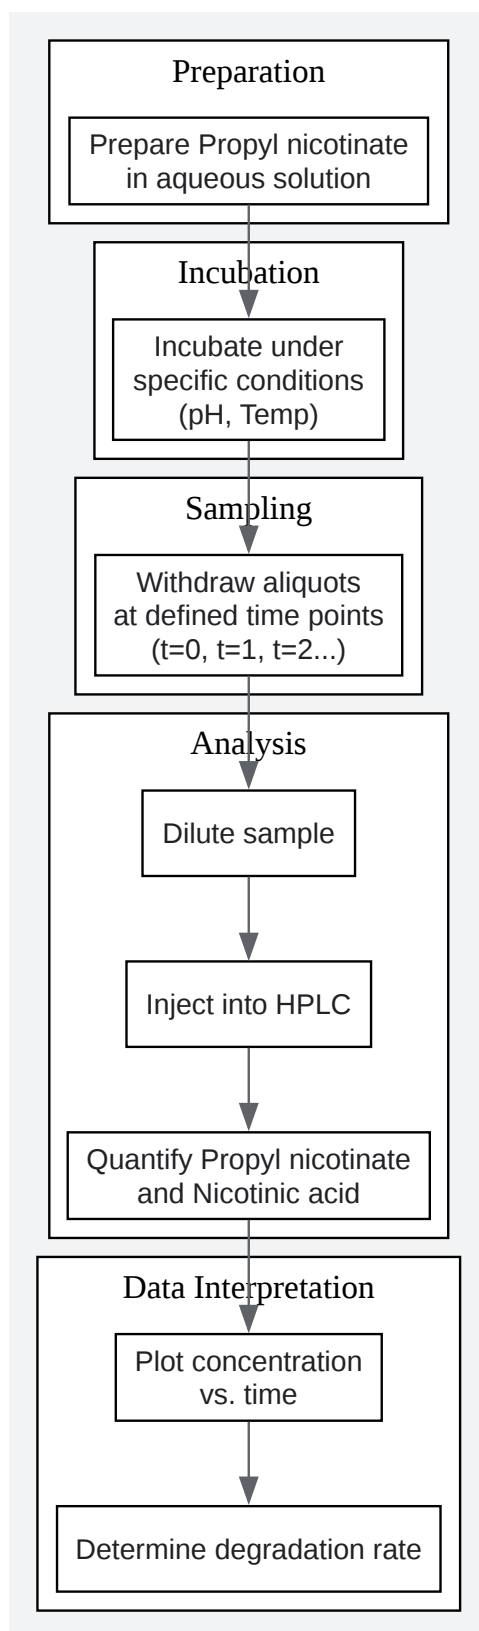 Preparation
Prepare Propyl nicotinate
in aqueous solution
Incubation
Incubate under
specific conditions
(pH, Temp)
Sampling
Withdraw aliquots
at defined time points
(t=0, t=1, t=2...)
Analysis
Dilute sample
Inject into HPLC
Quantify Propyl nicotinate
and Nicotinic acid
Data Interpretation
Plot concentration
vs. time
Determine degradation rate